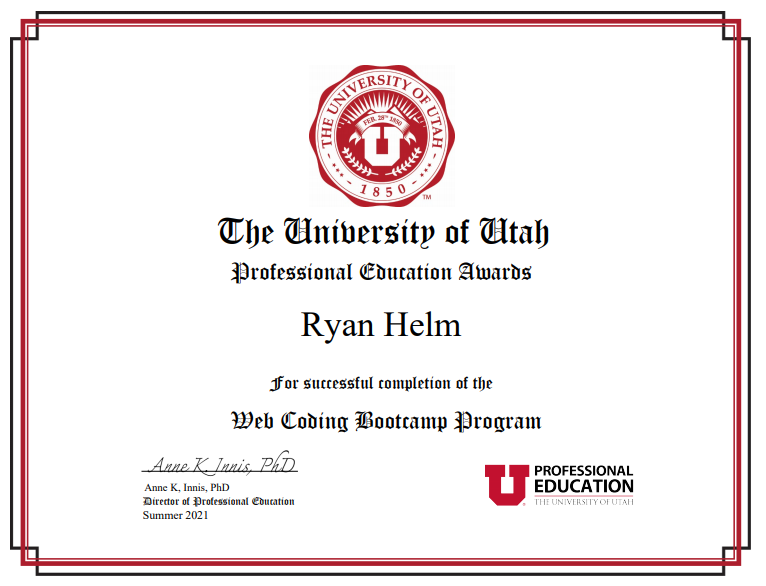 THE UNIVERSITY OF UTAH
FEB. 28TH 1850
U
1850
TM
The University of Utah
Professional Education Awards
Ryan Helm
For successful completion of the
Web Coding Bootcamp Program
Anne K. Innis, PhD
Anne K, Innis, PhD
Director of Professional Education
Summer 2021
U
®
PROFESSIONAL
EDUCATION
THE UNIVERSITY OF UTAH